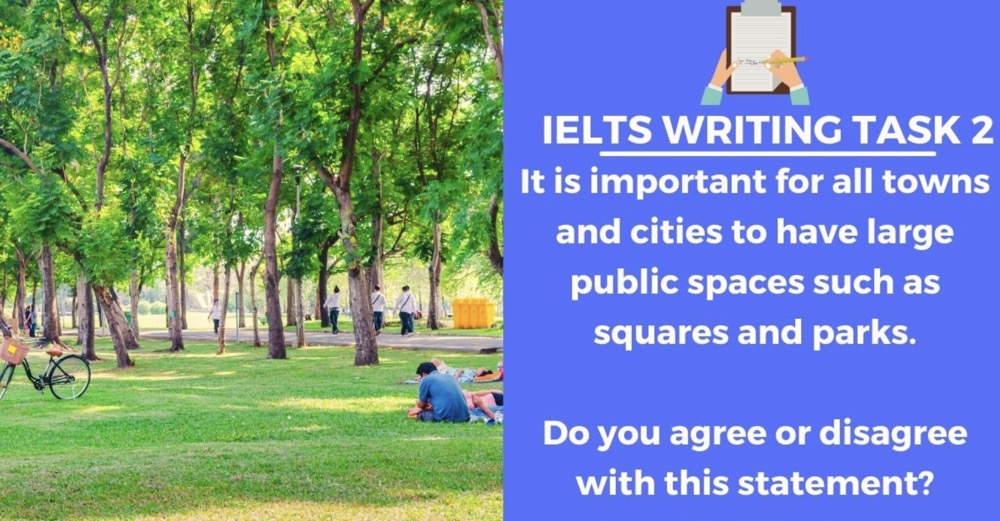 IELTS WRITING TASK 2
It is important for all towns
and cities to have large
public spaces such as
squares and parks.
Do you agree or disagree
with this statement?